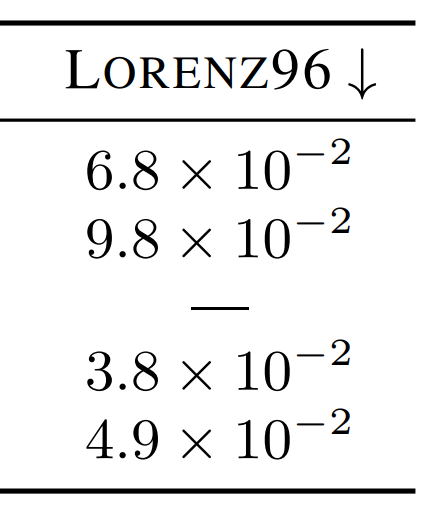 LORENZ96 ↓
6.8 × 10⁻²
9.8 × 10⁻²
—
3.8 × 10⁻²
4.9 × 10⁻²